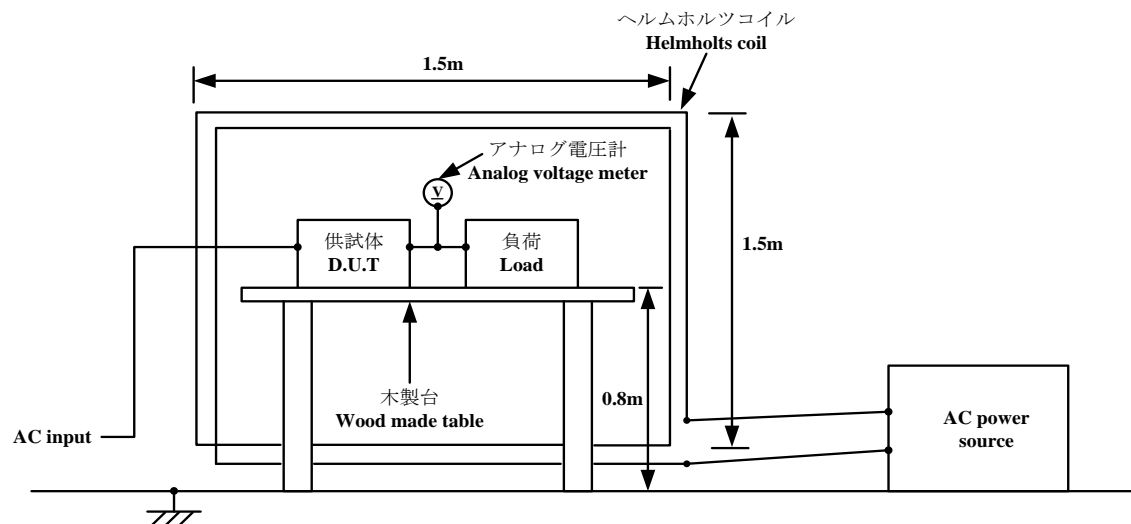 ヘルムホルツコイル
Helmholts coil
1.5m
アナログ電圧計
Analog voltage meter
V
供試体
D.U.T
負荷
Load
1.5m
木製台
Wood made table
0.8m
AC input
AC power
source